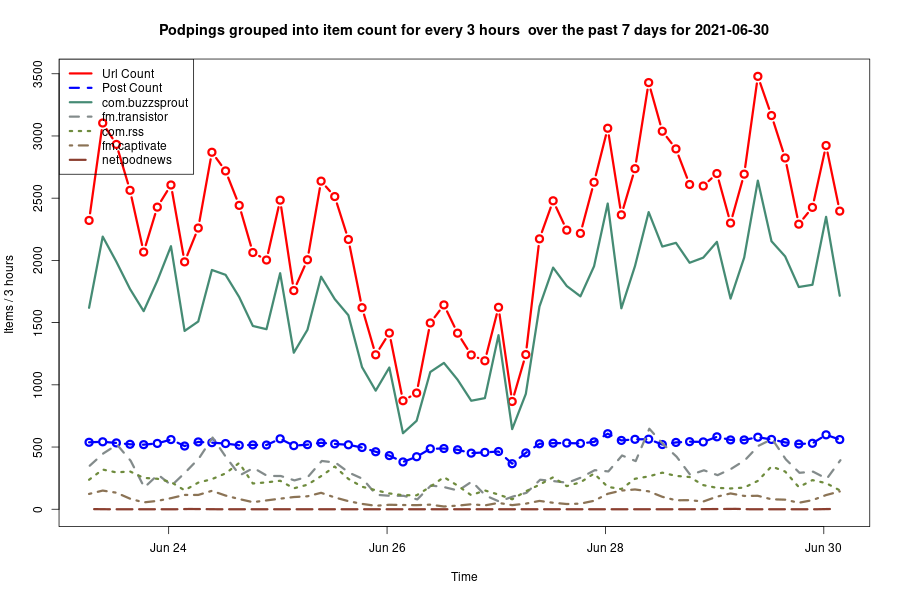 Podpings grouped into item count for every 3 hours  over the past 7 days for 2021-06-30
Url Count
Post Count
com.buzzsprout
fm.transistor
com.rss
fm.captivate
net.podnews
3500
3000
2500
2000
1500
1000
500
0
Items / 3 hours
Jun 24
Jun 26
Jun 28
Jun 30
Time